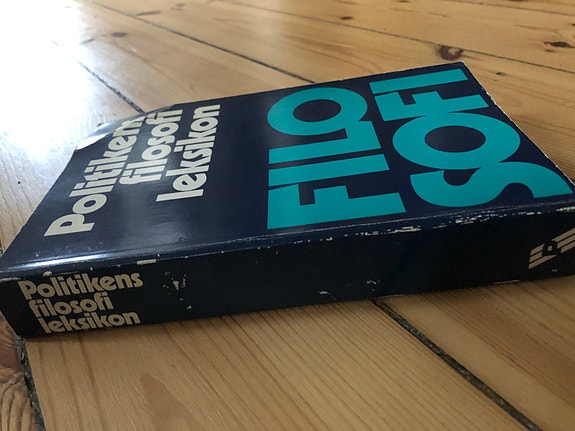 Politikens
filosofi
leksikon
FILO
SOFI
Politikens
filosofi
leksikon
P